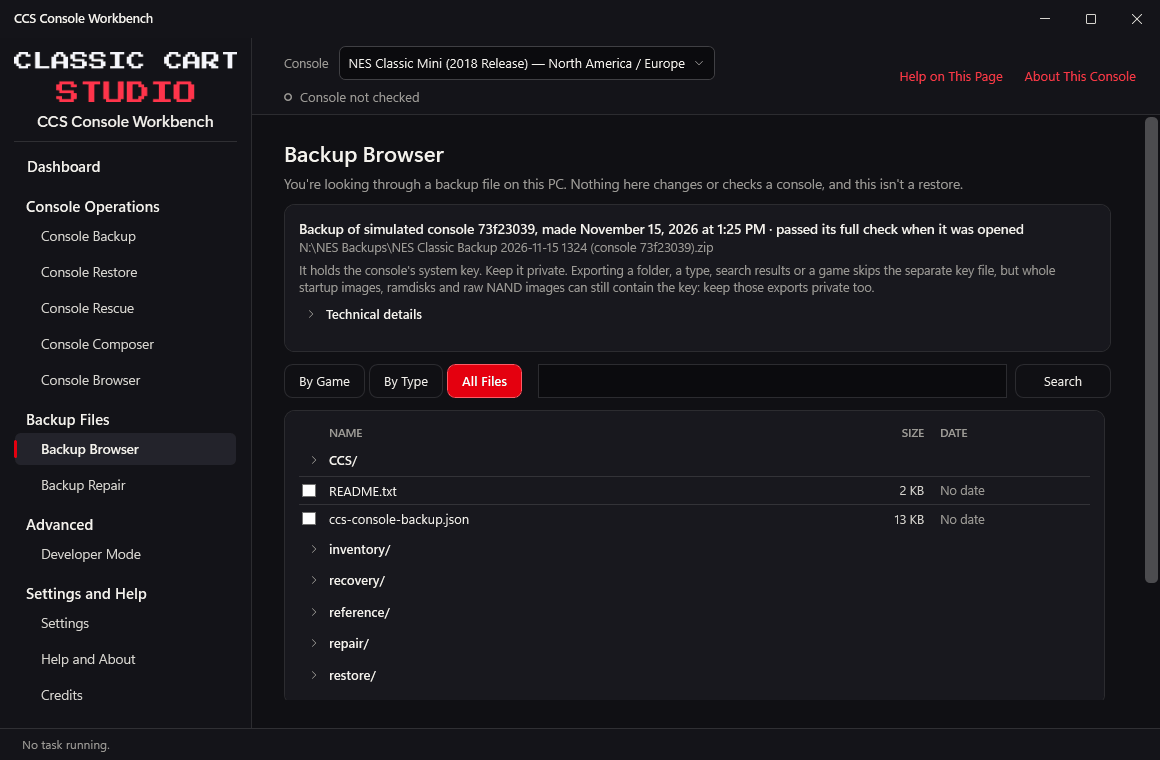 CCS Console Workbench
CLASSIC CART
STUDIO
CCS Console Workbench
Dashboard
Console Operations
Console Backup
Console Restore
Console Rescue
Console Composer
Console Browser
Backup Files
Backup Browser
Backup Repair
Advanced
Developer Mode
Settings and Help
Settings
Help and About
Credits
Console
NES Classic Mini (2018 Release) — North America / Europe
Console not checked
Help on This Page
About This Console
Backup Browser
You're looking through a backup file on this PC. Nothing here changes or checks a console, and this isn't a restore.
Backup of simulated console 73f23039, made November 15, 2026 at 1:25 PM · passed its full check when it was opened
N:\NES Backups\NES Classic Backup 2026-11-15 1324 (console 73f23039).zip
It holds the console's system key. Keep it private. Exporting a folder, a type, search results or a game skips the separate key file, but whole
startup images, ramdisks and raw NAND images can still contain the key: keep those exports private too.
Technical details
By Game
By Type
All Files
Search
NAME SIZE DATE
CCS/
README.txt 2 KB No date
ccs-console-backup.json 13 KB No date
inventory/
recovery/
reference/
repair/
restore/
No task running.